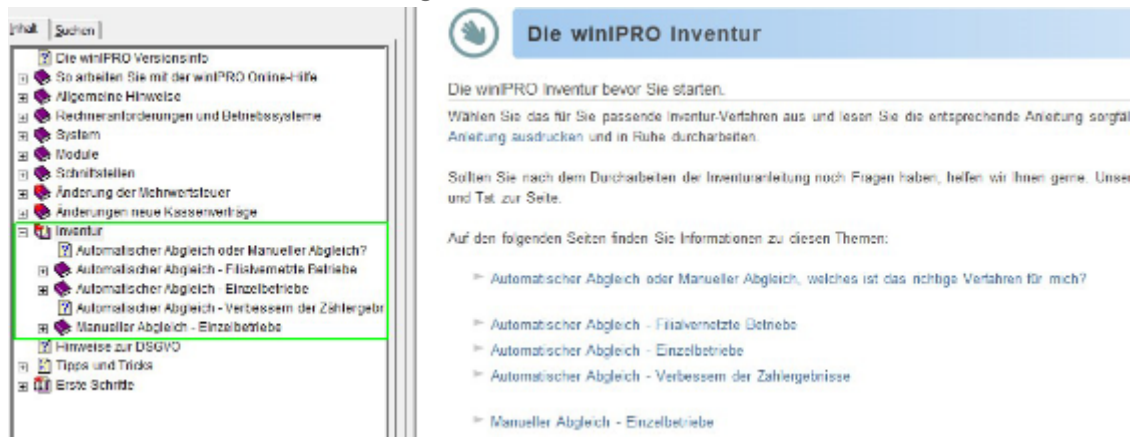 Inhalt Suchen
Die winIPRO Versionsinfo
So arbeiten Sie mit der winIPRO Online-Hilfe
Allgemeine Hinweise
Rechneranforderungen und Betriebssysteme
System
Module
Schnittstellen
Änderung der Mehrwertsteuer
Änderungen neue Kassenverträge
Inventur
Automatischer Abgleich oder Manueller Abgleich?
Automatischer Abgleich - Filialvernetzte Betriebe
Automatischer Abgleich - Einzelbetriebe
Automatischer Abgleich - Verbessern der Zählergebr
Manueller Abgleich - Einzelbetriebe
Hinweise zur DSGVO
Tipps und Tricks
Erste Schritte
Die winIPRO Inventur
Die winIPRO Inventur bevor Sie starten.
Wählen Sie das für Sie passende Inventur-Verfahren aus und lesen Sie die entsprechende Anleitung sorgfäl
Anleitung ausdrucken und in Ruhe durcharbeiten.
Sollten Sie nach dem Durcharbeiten der Inventuranleitung noch Fragen haben, helfen wir Ihnen gerne. Unser
und Tat zur Seite.
Auf den folgenden Seiten finden Sie Informationen zu diesen Themen:
Automatischer Abgleich oder Manueller Abgleich, welches ist das richtige Verfahren für mich?
Automatischer Abgleich - Filialvernetzte Betriebe
Automatischer Abgleich - Einzelbetriebe
Automatischer Abgleich - Verbessern der Zählergebnisse
Manueller Abgleich - Einzelbetriebe